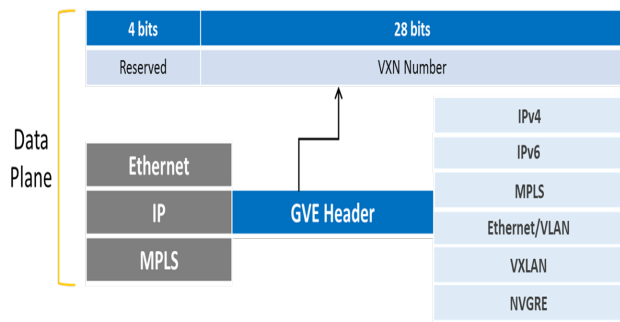 4 bits 28 bits
Reserved VXN Number
Data
Plane
Ethernet
IP
MPLS
GVE Header
IPv4
IPv6
MPLS
Ethernet/VLAN
VXLAN
NVGRE